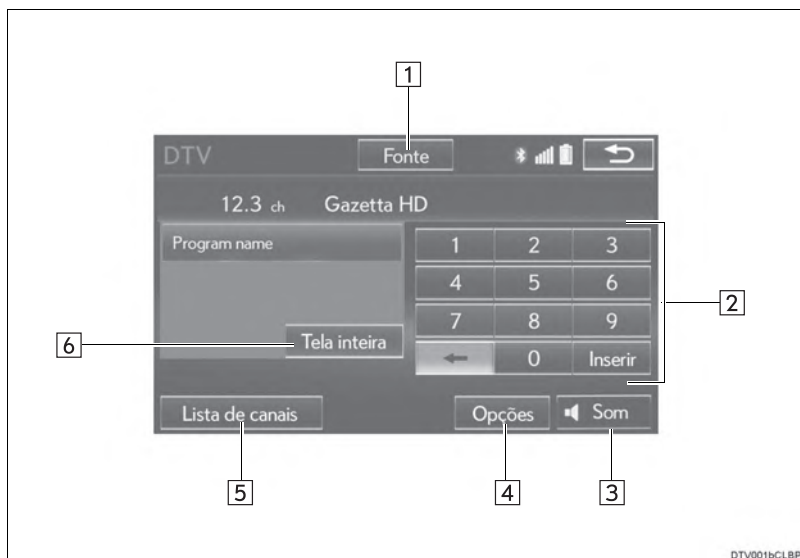 1
DTV
Fonte
12.3 ch Gazetta HD
Program name
1 2 3
4 5 6
7 8 9
← 0 Inserir
2
6
Tela inteira
Lista de canais
Opções
Som
5
4
3
DTV001bCLBP